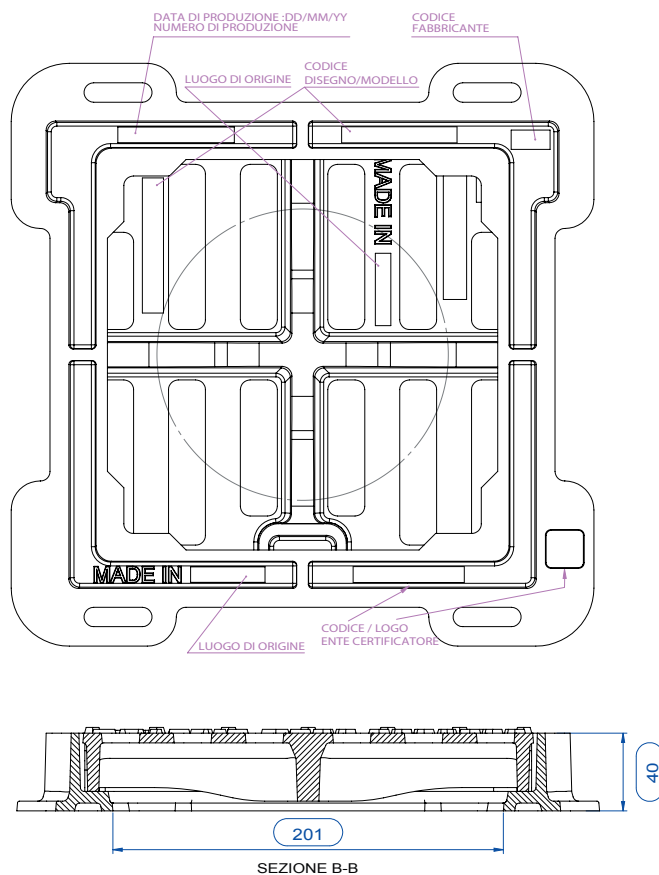 DATA DI PRODUZIONE :DD/MM/YY
NUMERO DI PRODUZIONE
CODICE
FABBRICANTE
LUOGO DI ORIGINE
CODICE
DISEGNO/MODELLO
MADE IN
MADE IN
LUOGO DI ORIGINE
CODICE / LOGO
ENTE CERTIFICATORE
40
201
SEZIONE B-B